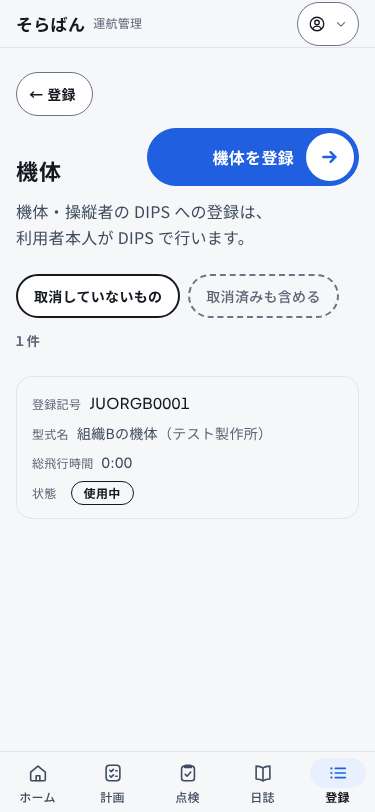 そらばん 運航管理
← 登録
機体
機体を登録 →
機体・操縦者の DIPS への登録は、
利用者本人が DIPS で行います。
取消していないもの 取消済みも含める
1 件
登録記号 JUORGB0001
型式名 組織Bの機体（テスト製作所）
総飛行時間 0:00
状態 使用中
ホーム 計画 点検 日誌 登録